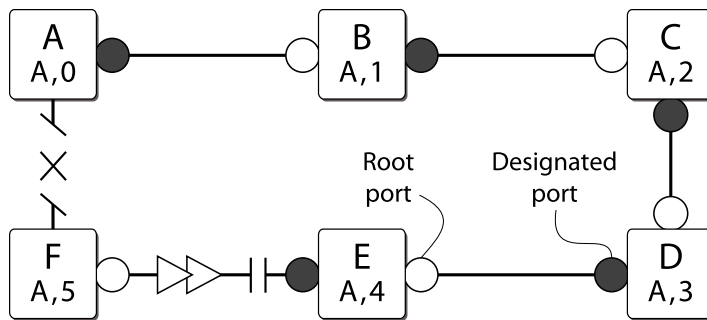 A
A,0
B
A,1
C
A,2
Root
port
Designated
port
F
A,5
E
A,4
D
A,3